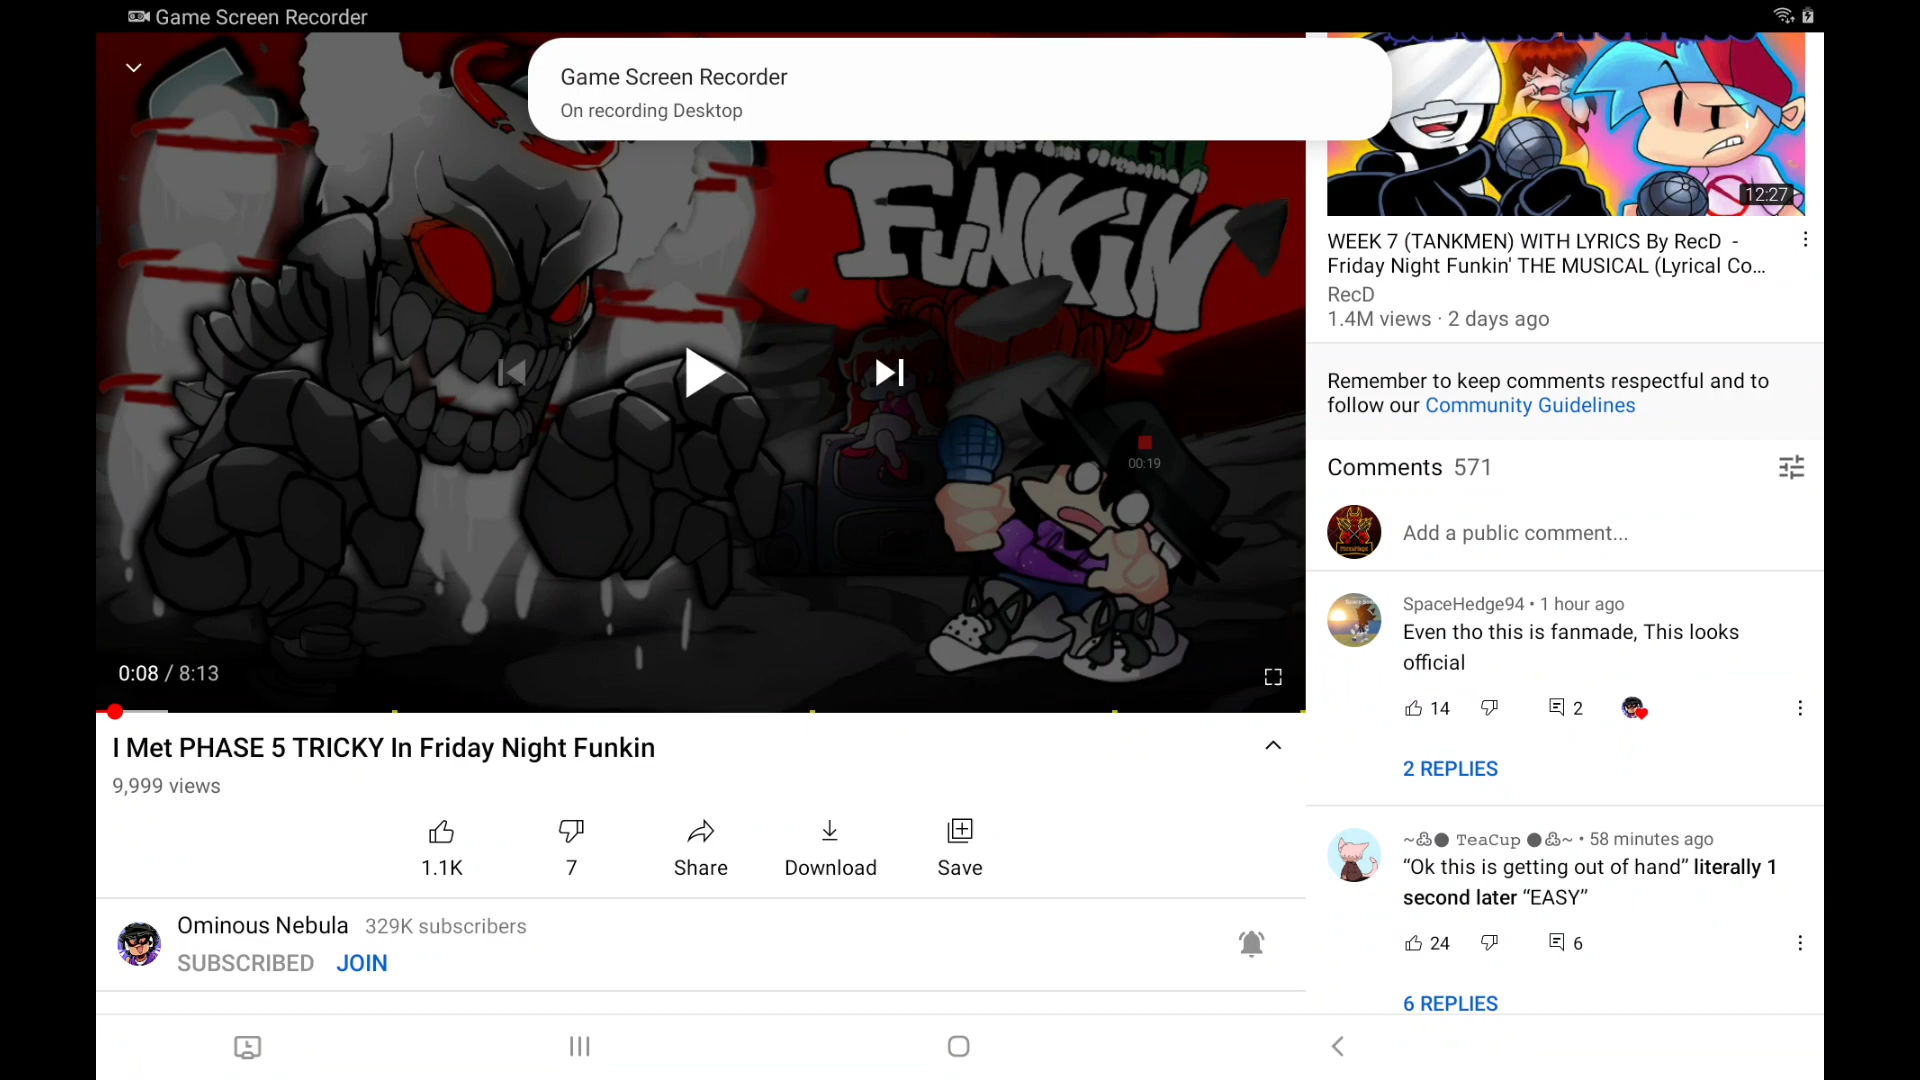 Game Screen Recorder
Game Screen Recorder
On recording Desktop
FUNKIN
00:19
0:08 / 8:13
I Met PHASE 5 TRICKY In Friday Night Funkin
9,999 views
1.1K
7
Share
Download
Save
Ominous Nebula 329K subscribers
SUBSCRIBED JOIN
12:27
WEEK 7 (TANKMEN) WITH LYRICS By RecD -
Friday Night Funkin' THE MUSICAL (Lyrical Co...
RecD
1.4M views · 2 days ago
Remember to keep comments respectful and to
follow our Community Guidelines
Comments 571
Add a public comment...
SpaceHedge94 • 1 hour ago
Even tho this is fanmade, This looks
official
14 2
2 REPLIES
~♧● TeaCup ●♧~ • 58 minutes ago
“Ok this is getting out of hand” literally 1
second later “EASY”
24 6
6 REPLIES